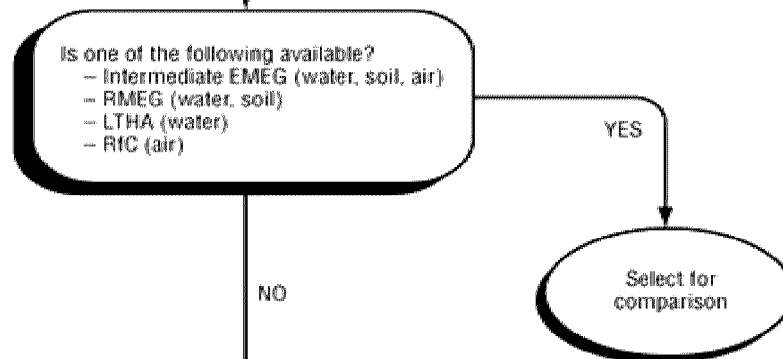 Is one of the following available?
– Intermediate EMEG (water, soil, air)
– RMEG (water, soil)
– LTHA (water)
– RfC (air)
YES
Select for
comparison
NO